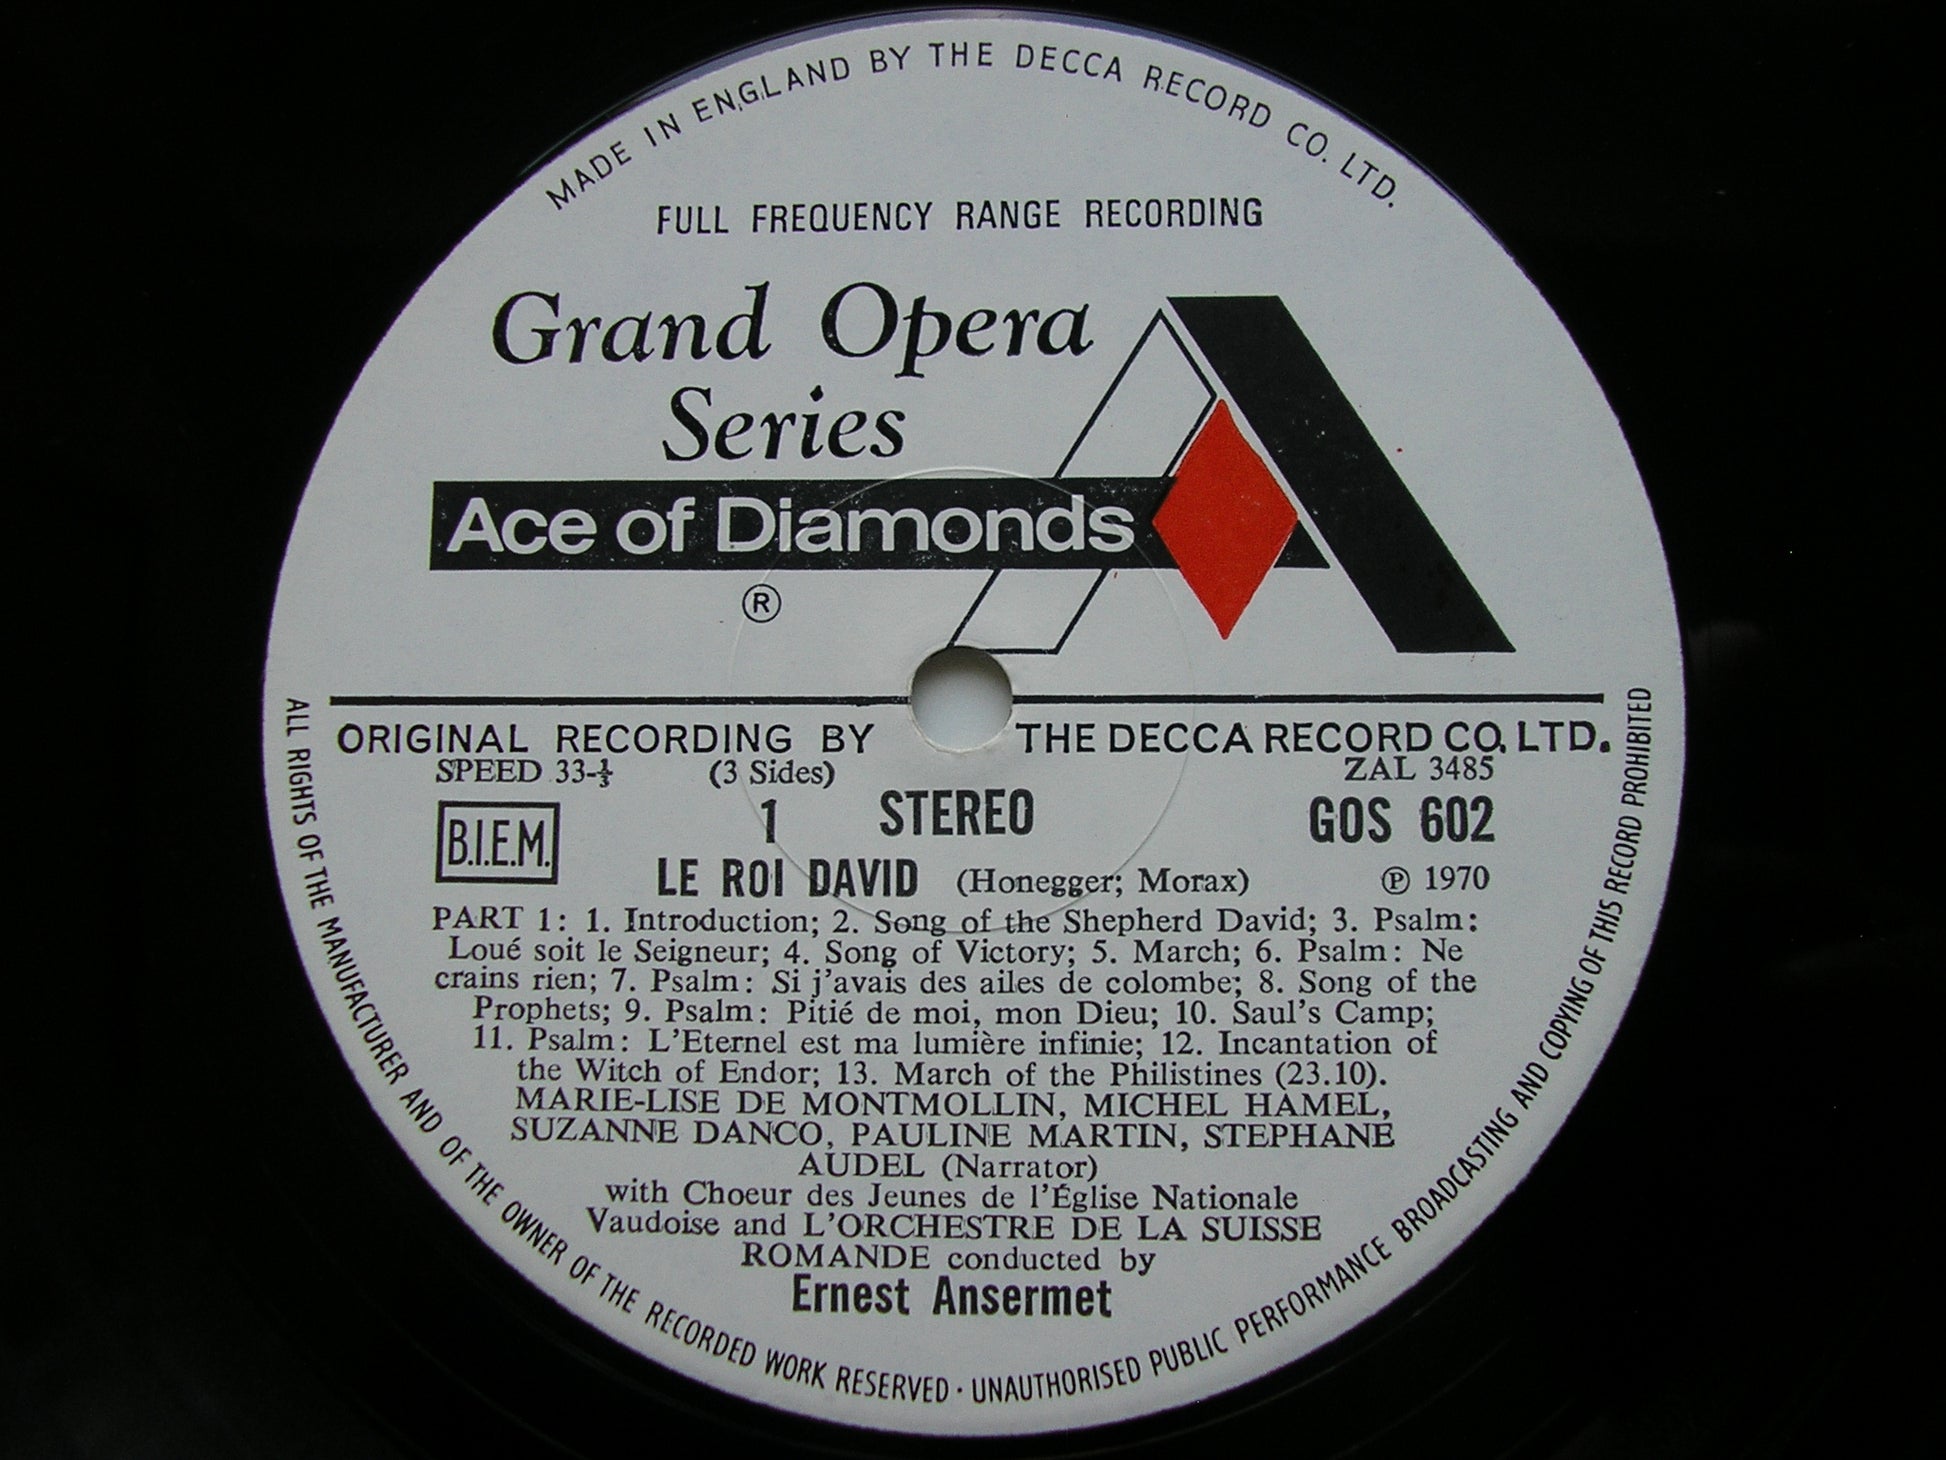 MADE IN ENGLAND BY THE DECCA RECORD CO. LTD.
FULL FREQUENCY RANGE RECORDING
Grand Opera
Series
Ace of Diamonds
®
ORIGINAL RECORDING BY THE DECCA RECORD CO. LTD.
SPEED 33-⅓ (3 Sides) ZAL 3485
1 STEREO GOS 602
B.I.E.M.
LE ROI DAVID (Honegger; Morax) ℗ 1970
PART 1: 1. Introduction; 2. Song of the Shepherd David; 3. Psalm:
Loué soit le Seigneur; 4. Song of Victory; 5. March; 6. Psalm: Ne
crains rien; 7. Psalm: Si j'avais des ailes de colombe; 8. Song of the
Prophets; 9. Psalm: Pitié de moi, mon Dieu; 10. Saul's Camp;
11. Psalm: L'Eternel est ma lumière infinie; 12. Incantation of
the Witch of Endor; 13. March of the Philistines (23.10).
MARIE-LISE DE MONTMOLLIN, MICHEL HAMEL,
SUZANNE DANCO, PAULINE MARTIN, STEPHANE
AUDEL (Narrator)
with Choeur des Jeunes de l'Église Nationale
Vaudoise and L'ORCHESTRE DE LA SUISSE
ROMANDE conducted by
Ernest Ansermet
ALL RIGHTS OF THE MANUFACTURER AND OF THE OWNER OF THE RECORDED WORK RESERVED · UNAUTHORISED PUBLIC PERFORMANCE BROADCASTING AND COPYING OF THIS RECORD PROHIBITED